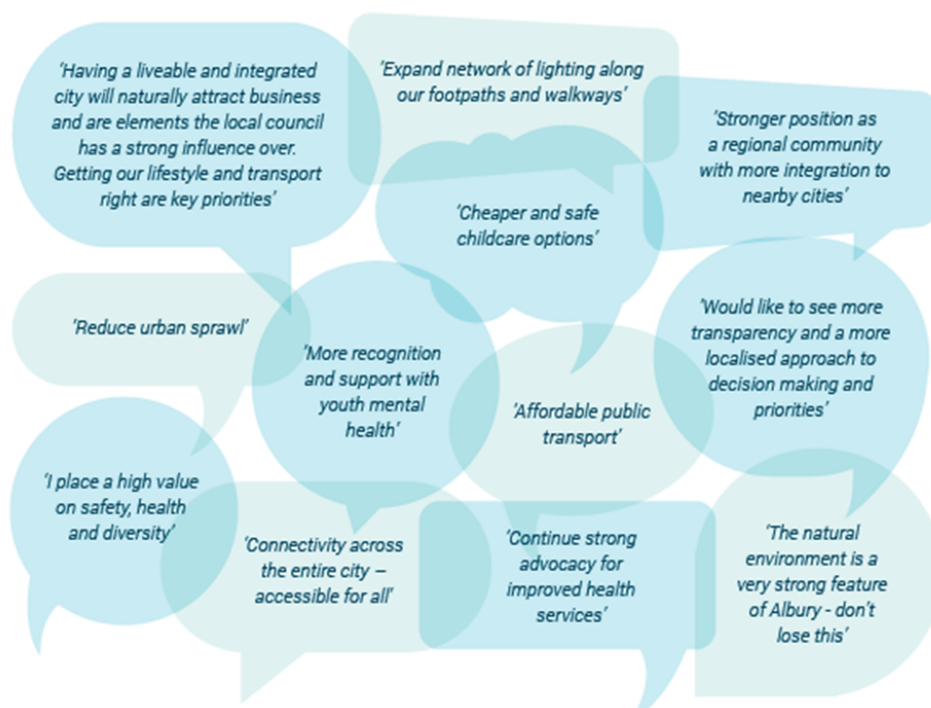 ‘Having a liveable and integrated
city will naturally attract business
and are elements the local council
has a strong influence over.
Getting our lifestyle and transport
right are key priorities’
‘Expand network of lighting along
our footpaths and walkways’
‘Stronger position as
a regional community
with more integration to
nearby cities’
‘Cheaper and safe
childcare options’
‘Reduce urban sprawl’
‘More recognition
and support with
youth mental
health’
‘Would like to see more
transparency and a more
localised approach to
decision making and
priorities’
‘Affordable public
transport’
‘I place a high value
on safety, health
and diversity’
‘Connectivity across
the entire city –
accessible for all’
‘Continue strong
advocacy for
improved health
services’
‘The natural
environment is a
very strong feature
of Albury - don’t
lose this’